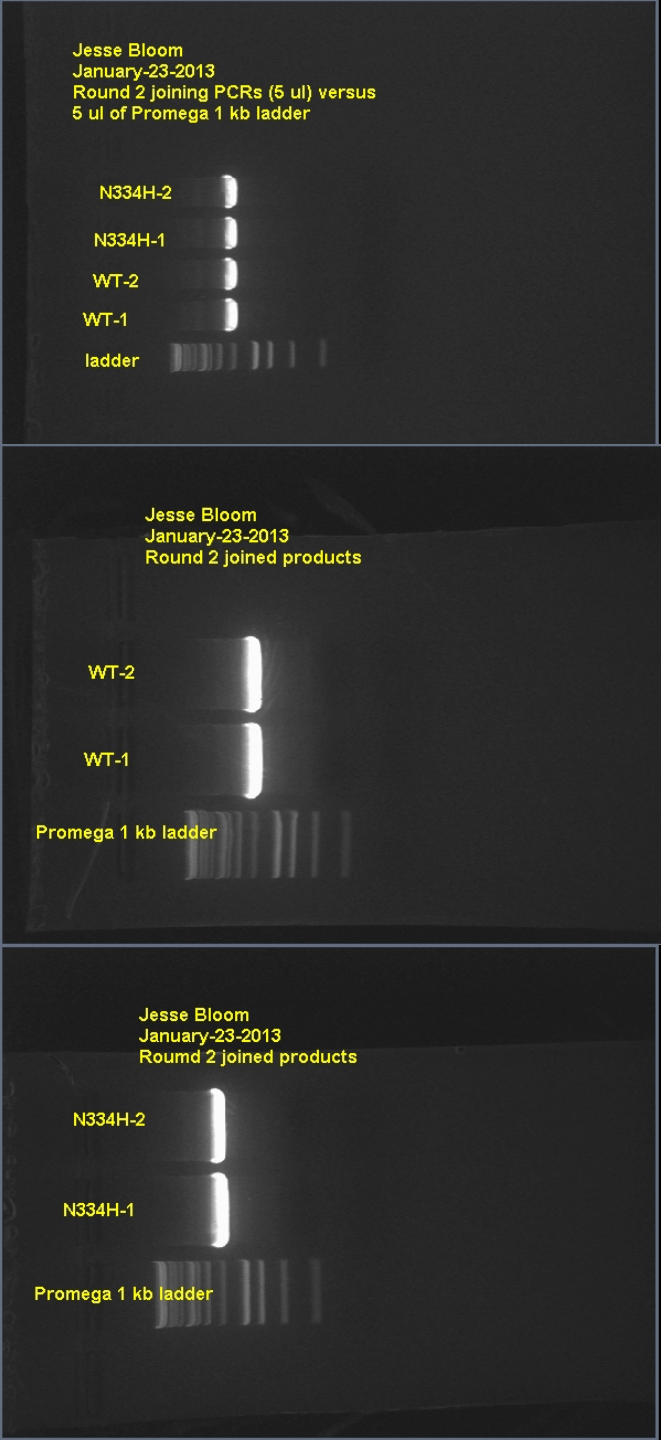 Jesse Bloom
January-23-2013
Round 2 joining PCRs (5 ul) versus
5 ul of Promega 1 kb ladder
N334H-2
N334H-1
WT-2
WT-1
ladder
Jesse Bloom
January-23-2013
Round 2 joined products
WT-2
WT-1
Promega 1 kb ladder
Jesse Bloom
January-23-2013
Roumd 2 joined products
N334H-2
N334H-1
Promega 1 kb ladder